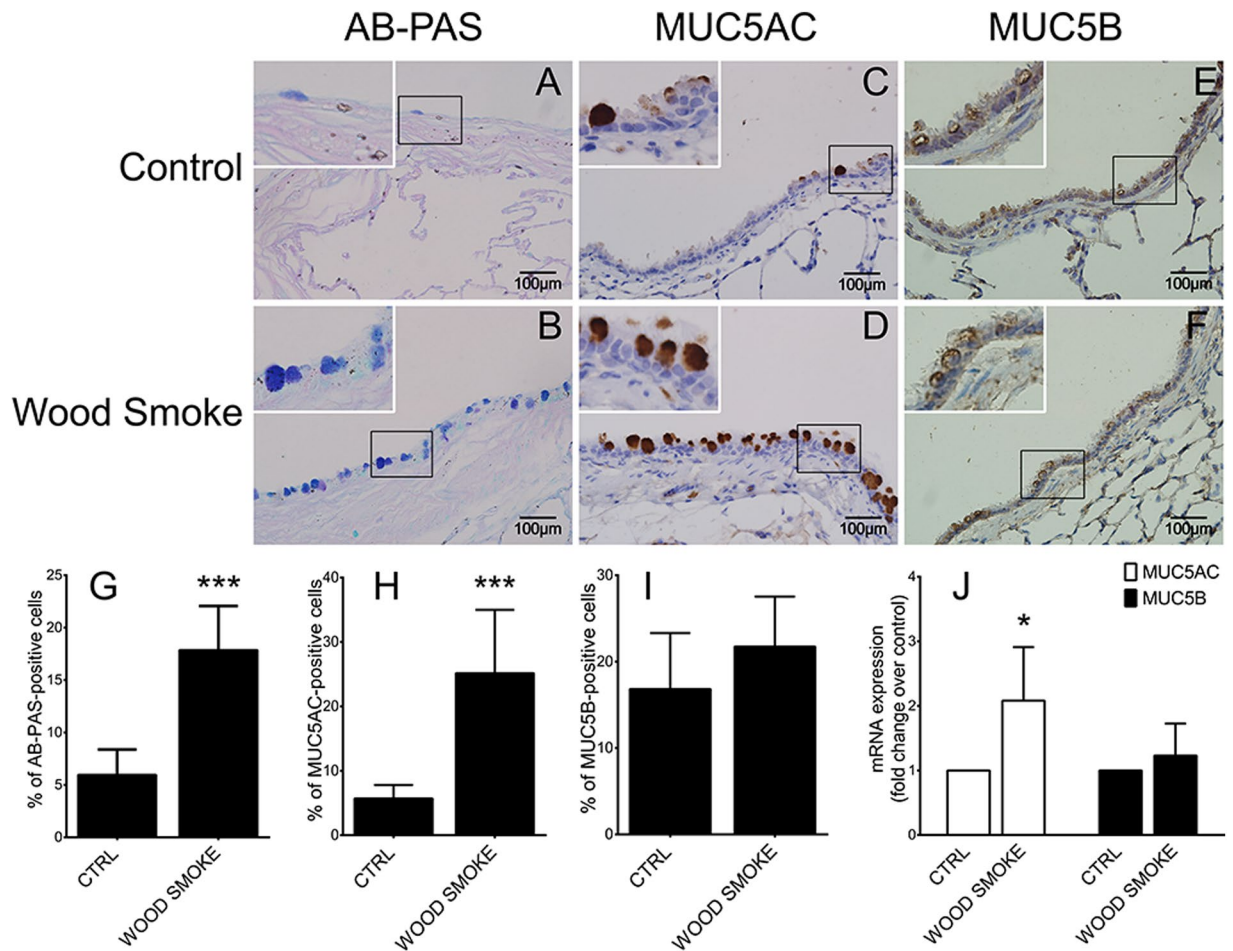 AB-PAS
MUC5AC
MUC5B
Control
A
100µm
C
100µm
E
100µm
Wood Smoke
B
100µm
D
100µm
F
100µm
G
% of AB-PAS-positive cells
25
20
15
10
5
0
***
CTRL
WOOD SMOKE
H
% of MUC5AC-positive cells
40
30
20
10
0
***
CTRL
WOOD SMOKE
I
% of MUC5B-positive cells
30
20
10
0
CTRL
WOOD SMOKE
J
MUC5AC
MUC5B
mRNA expression
(fold change over control)
4
3
2
1
0
*
CTRL
WOOD SMOKE
CTRL
WOOD SMOKE